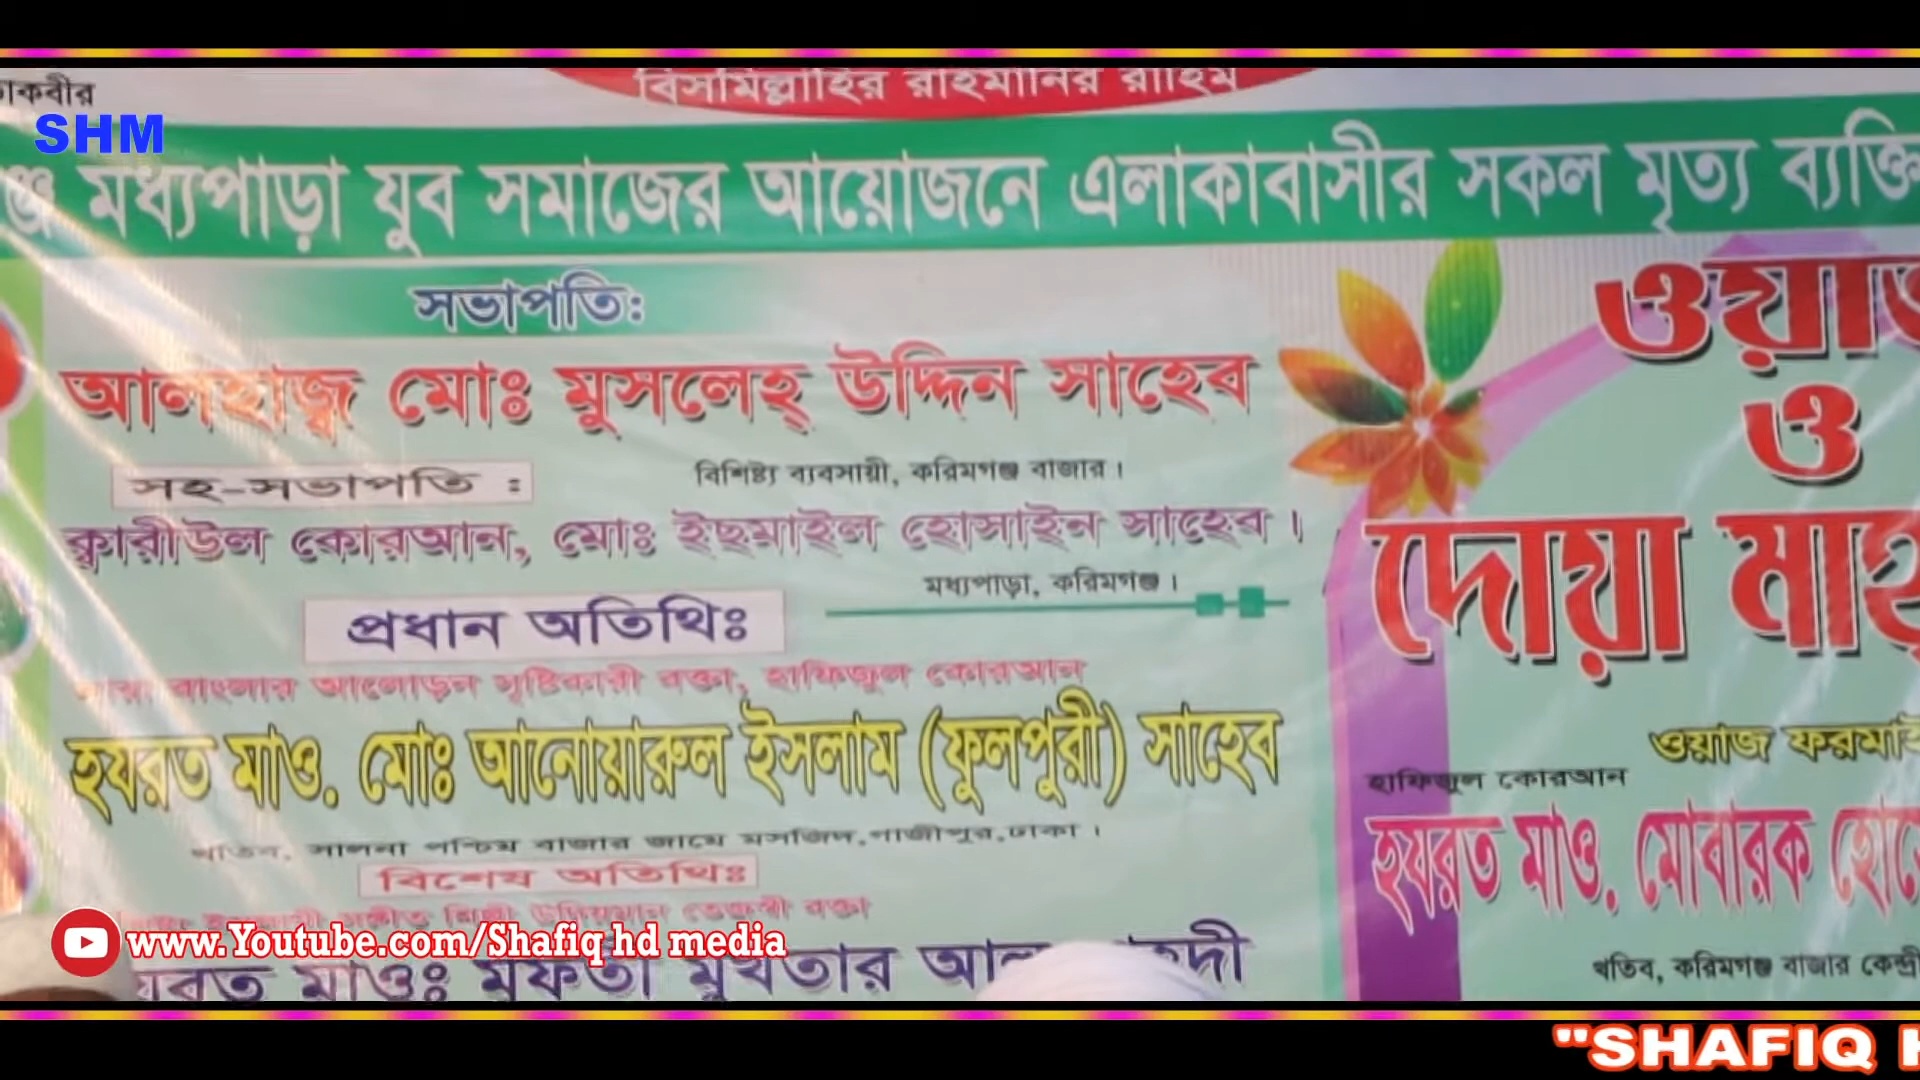 বিসমিল্লাহির রাহমানির রাহিম
SHM
মধ্যপাড়া যুব সমাজের আয়োজনে এলাকাবাসীর সকল মৃত্য ব্যক্তি
সভাপতিঃ
আলহাজ্ব মোঃ মুসলেহ্ উদ্দিন সাহেব
বিশিষ্ট্য ব্যবসায়ী, করিমগঞ্জ বাজার।
সহ-সভাপতি :
ক্বারীউল কোরআন, মোঃ ইছমাইল হোসাইন সাহেব।
মধ্যপাড়া, করিমগঞ্জ।
প্রধান অতিথিঃ
বাংলার আলোড়ন সৃষ্টিকারী বক্তা, হাফিজুল কোরআন
হযরত মাও. মোঃ আনোয়ারুল ইসলাম (ফুলপুরী) সাহেব
খতিব, সালনা পশ্চিম বাজার জামে মসজিদ,গাজীপুর,ঢাকা।
বিশেষ অতিথিঃ
বক্তা
মাওঃ মুফতী মুখতার
ও
দোয়া
ওয়াজ
হাফিজুল কোরআন
হযরত মাও. মোবারক
খতিব, করিমগঞ্জ বাজার
www.Youtube.com/Shafiq hd media
"SHAFIQ